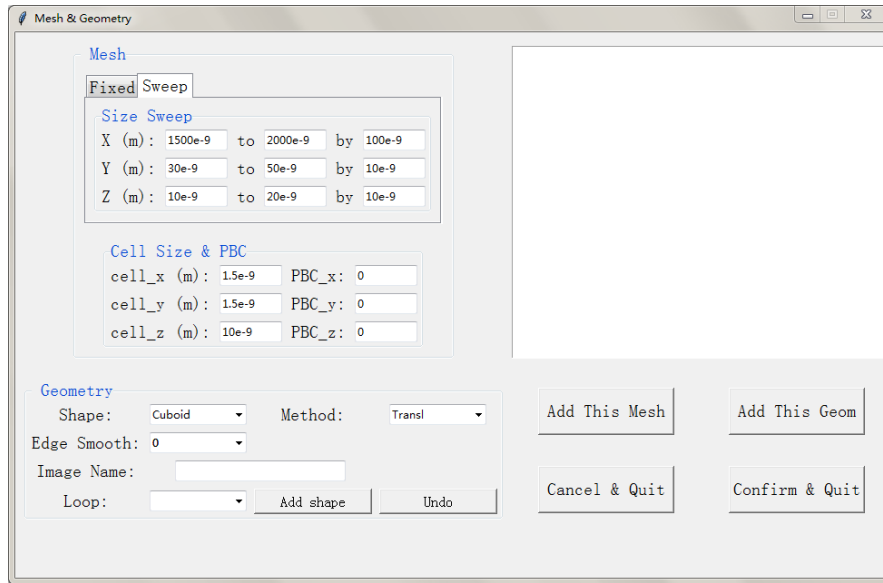 Mesh & Geometry
Mesh
Fixed Sweep
Size Sweep
X (m): 1500e-9 to 2000e-9 by 100e-9
Y (m): 30e-9 to 50e-9 by 10e-9
Z (m): 10e-9 to 20e-9 by 10e-9
Cell Size & PBC
cell_x (m): 1.5e-9 PBC_x: 0
cell_y (m): 1.5e-9 PBC_y: 0
cell_z (m): 10e-9 PBC_z: 0
Geometry
Shape: Cuboid Method: Transl
Edge Smooth: 0
Image Name:
Loop: Add shape Undo
Add This Mesh Add This Geom
Cancel & Quit Confirm & Quit